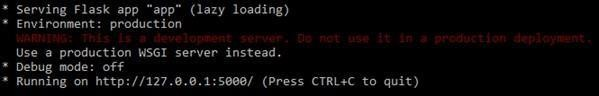 * Serving Flask app "app" (lazy loading)
* Environment: production
WARNING: This is a development server. Do not use it in a production deployment.
Use a production WSGI server instead.
* Debug mode: off
* Running on http://127.0.0.1:5000/ (Press CTRL+C to quit)